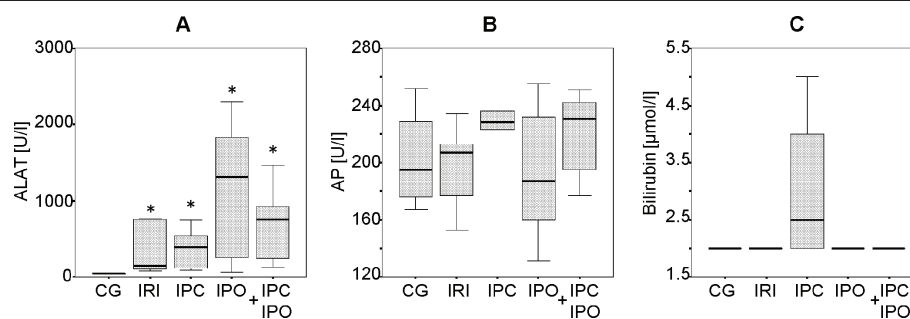 A
B
C
ALAT [U/l]
3000
2000
1000
0
*
*
*
*
CG
IRI
IPC
IPO
IPC
+
IPO
AP [U/l]
280
240
200
160
120
CG
IRI
IPC
IPO
IPC
+
IPO
Bilirubin [µmol/l]
5.5
4.5
3.5
2.5
1.5
CG
IRI
IPC
IPO
IPC
+
IPO